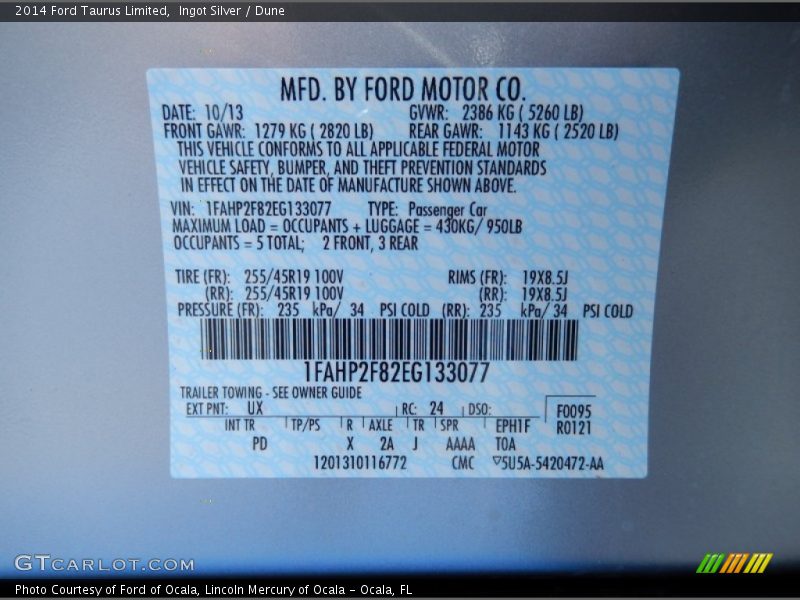 2014 Ford Taurus Limited,  Ingot Silver / Dune
MFD. BY FORD MOTOR CO.
DATE: 10/13 GVWR: 2386 KG ( 5260 LB)
FRONT GAWR: 1279 KG ( 2820 LB) REAR GAWR: 1143 KG ( 2520 LB)
THIS VEHICLE CONFORMS TO ALL APPLICABLE FEDERAL MOTOR
VEHICLE SAFETY, BUMPER, AND THEFT PREVENTION STANDARDS
IN EFFECT ON THE DATE OF MANUFACTURE SHOWN ABOVE.
VIN: 1FAHP2F82EG133077 TYPE: Passenger Car
MAXIMUM LOAD = OCCUPANTS + LUGGAGE = 430KG/ 950LB
OCCUPANTS = 5 TOTAL; 2 FRONT, 3 REAR
TIRE (FR): 255/45R19 100V RIMS (FR): 19X8.5J
(RR): 255/45R19 100V (RR): 19X8.5J
PRESSURE (FR): 235 kPa/ 34 PSI COLD (RR): 235 kPa/ 34 PSI COLD
1FAHP2F82EG133077
TRAILER TOWING - SEE OWNER GUIDE
EXT PNT: UX RC: 24 DSO: F0095
INT TR TP/PS R AXLE TR SPR EPH1F R0121
PD X 2A J AAAA TOA
1201310116772 CMC ▽5U5A-5420472-AA
GTCARLOT.COM
Photo Courtesy of Ford of Ocala, Lincoln Mercury of Ocala - Ocala, FL